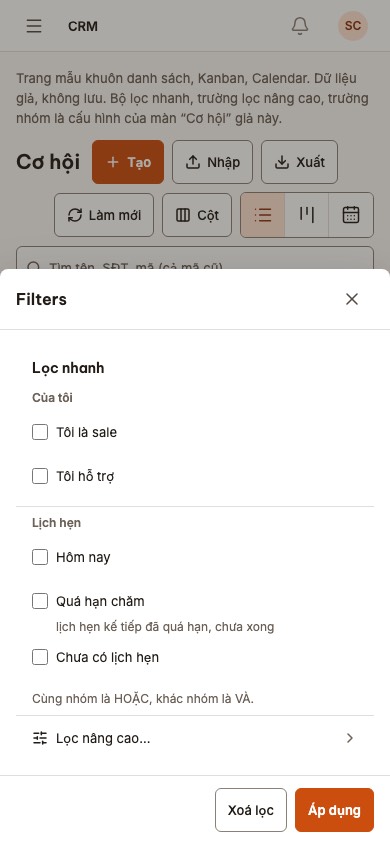 CRM
SC
Trang mẫu khuôn danh sách, Kanban, Calendar. Dữ liệu
giả, không lưu. Bộ lọc nhanh, trường lọc nâng cao, trường
nhóm là cấu hình của màn “Cơ hội” giả này.
Cơ hội
Tạo
Nhập
Xuất
Làm mới
Cột
Tìm tên, SĐT, mã (cả mã cũ)
Filters
Lọc nhanh
Của tôi
Tôi là sale
Tôi hỗ trợ
Lịch hẹn
Hôm nay
Quá hạn chăm
lịch hẹn kế tiếp đã quá hạn, chưa xong
Chưa có lịch hẹn
Cùng nhóm là HOẶC, khác nhóm là VÀ.
Lọc nâng cao...
Xoá lọc
Áp dụng